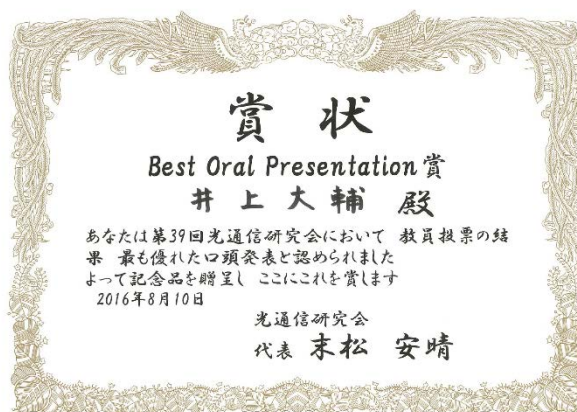 賞状
Best Oral Presentation賞
井上大輔 殿
あなたは第39回光通信研究会において 教員投票の結
果 最も優れた口頭発表と認められました
よって記念品を贈呈し ここにこれを賞します
2016年8月10日
光通信研究会
代表 末松 安晴